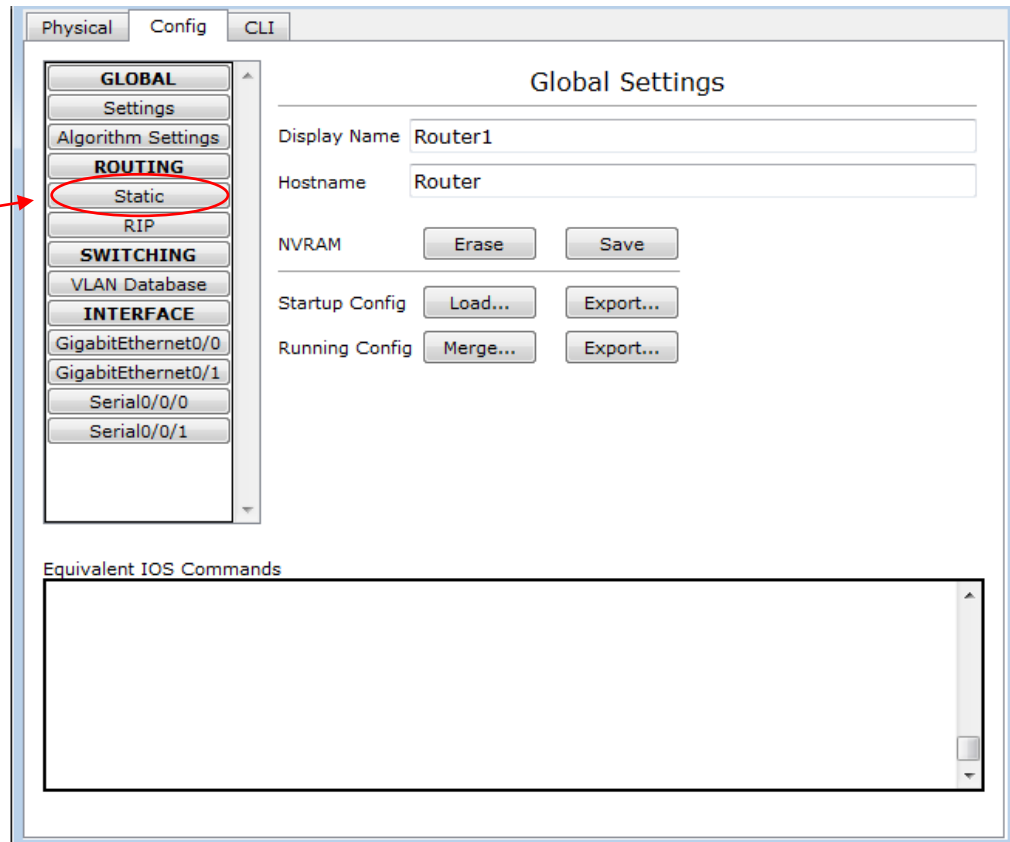 Physical Config CLI
GLOBAL
Settings
Algorithm Settings
ROUTING
Static
RIP
SWITCHING
VLAN Database
INTERFACE
GigabitEthernet0/0
GigabitEthernet0/1
Serial0/0/0
Serial0/0/1
Global Settings
Display Name Router1
Hostname Router
NVRAM Erase Save
Startup Config Load... Export...
Running Config Merge... Export...
Equivalent IOS Commands